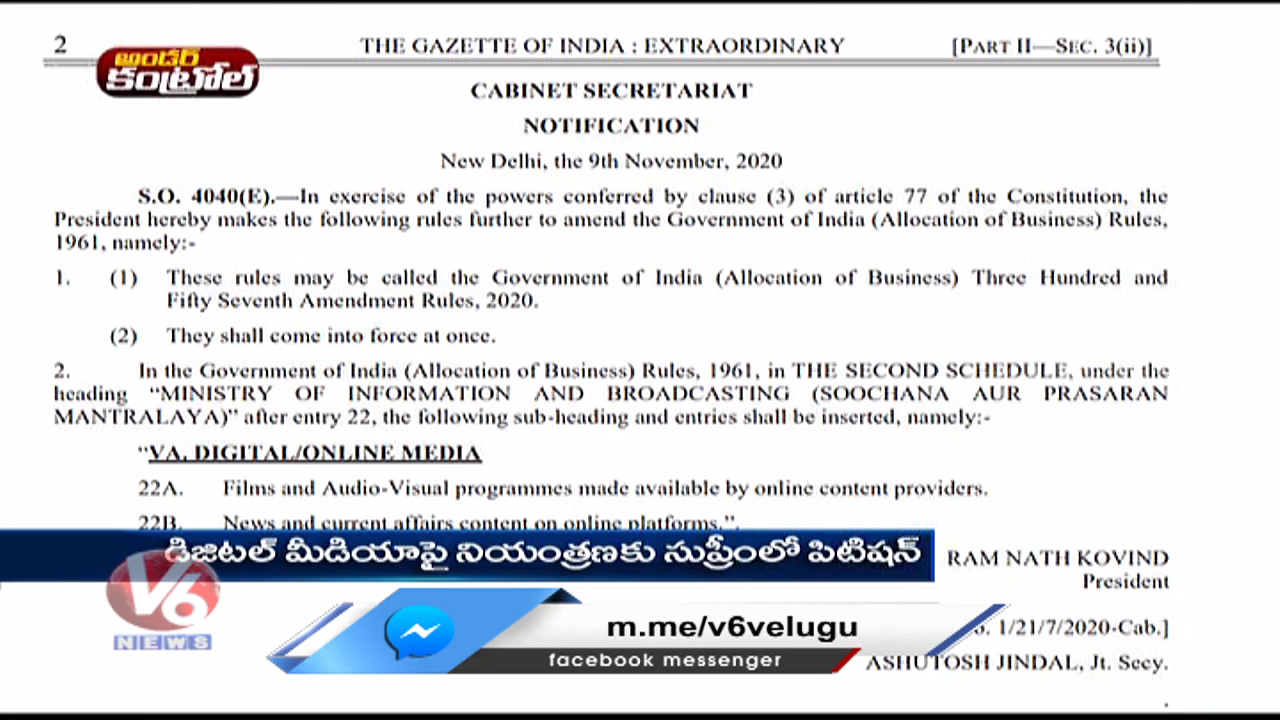 2 THE GAZETTE OF INDIA : EXTRAORDINARY [PART II—SEC. 3(ii)]
అండర్
కంట్రోల్
CABINET SECRETARIAT
NOTIFICATION
New Delhi, the 9th November, 2020
S.O. 4040(E).—In exercise of the powers conferred by clause (3) of article 77 of the Constitution, the
President hereby makes the following rules further to amend the Government of India (Allocation of Business) Rules,
1961, namely:-
1. (1) These rules may be called the Government of India (Allocation of Business) Three Hundred and
Fifty Seventh Amendment Rules, 2020.
(2) They shall come into force at once.
2. In the Government of India (Allocation of Business) Rules, 1961, in THE SECOND SCHEDULE, under the
heading “MINISTRY OF INFORMATION AND BROADCASTING (SOOCHANA AUR PRASARAN
MANTRALAYA)” after entry 22, the following sub-heading and entries shall be inserted, namely:-
“VA. DIGITAL/ONLINE MEDIA
22A. Films and Audio-Visual programmes made available by online content providers.
22B. News and current affairs content on online platforms.”.
డిజిటల్ మీడియాపై నియంత్రణకు సుప్రీంలో పిటిషన్
RAM NATH KOVIND
President
V6
NEWS
m.me/v6velugu
facebook messenger
1/21/7/2020-Cab.]
ASHUTOSH JINDAL, Jt. Secy.